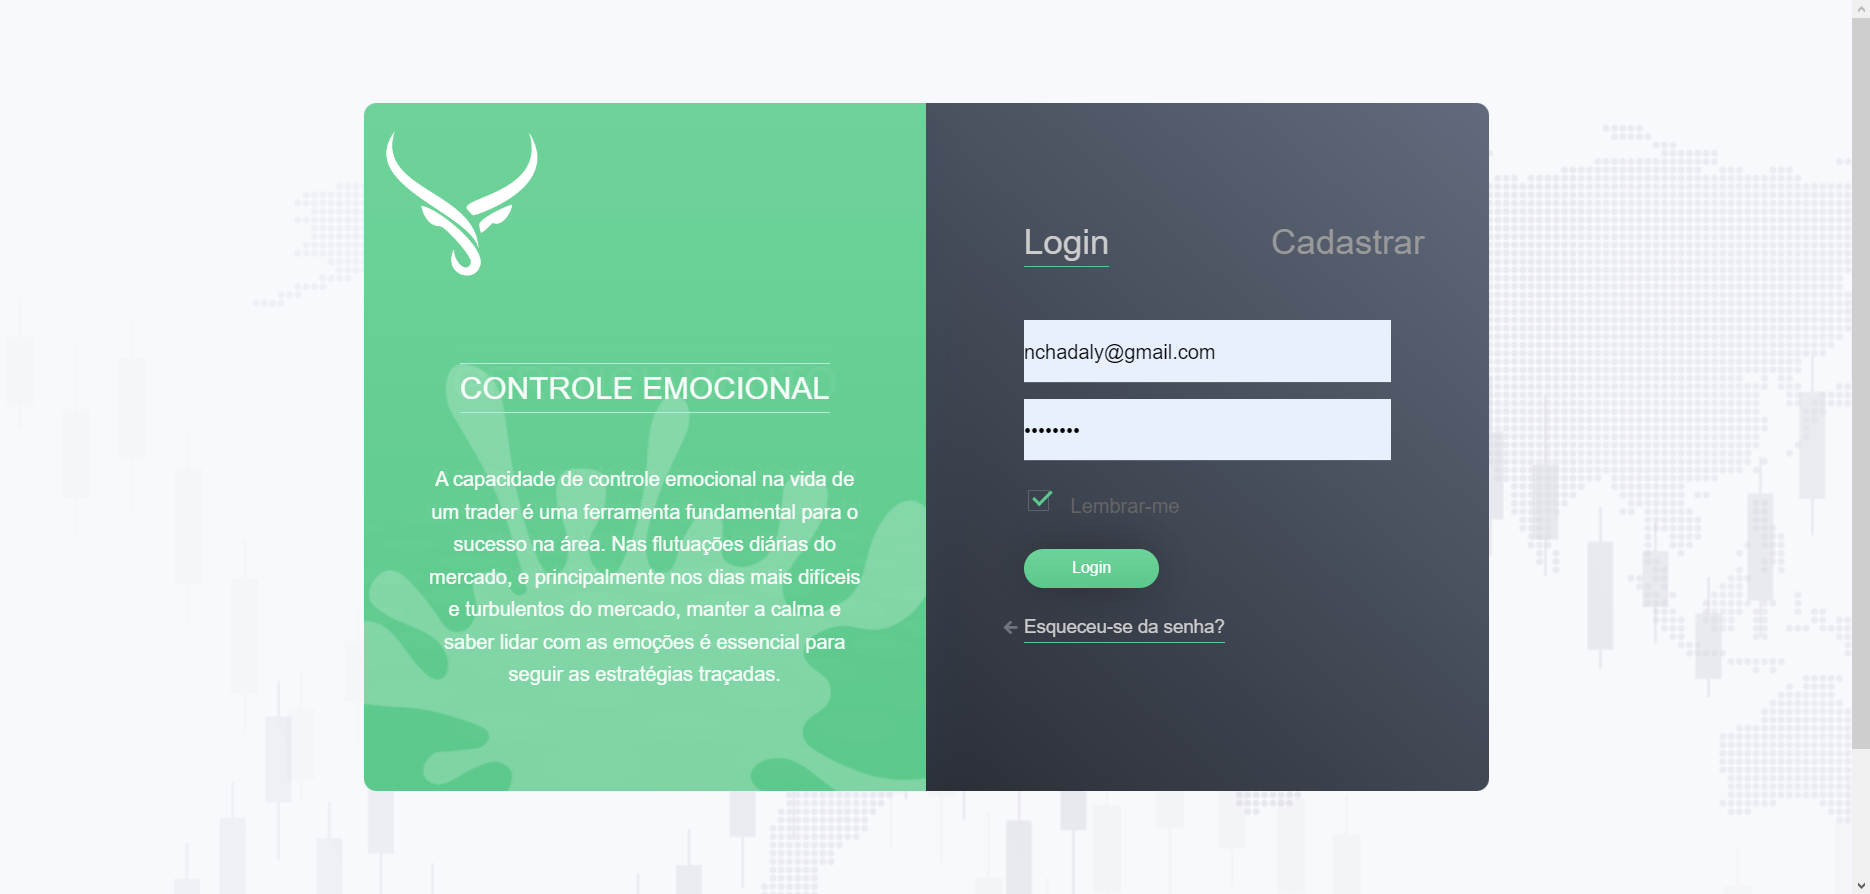 CONTROLE EMOCIONAL
A capacidade de controle emocional na vida de
um trader é uma ferramenta fundamental para o
sucesso na área. Nas flutuações diárias do
mercado, e principalmente nos dias mais difíceis
e turbulentos do mercado, manter a calma e
saber lidar com as emoções é essencial para
seguir as estratégias traçadas.
Login
Cadastrar
nchadaly@gmail.com
••••••••
Lembrar-me
Login
Esqueceu-se da senha?